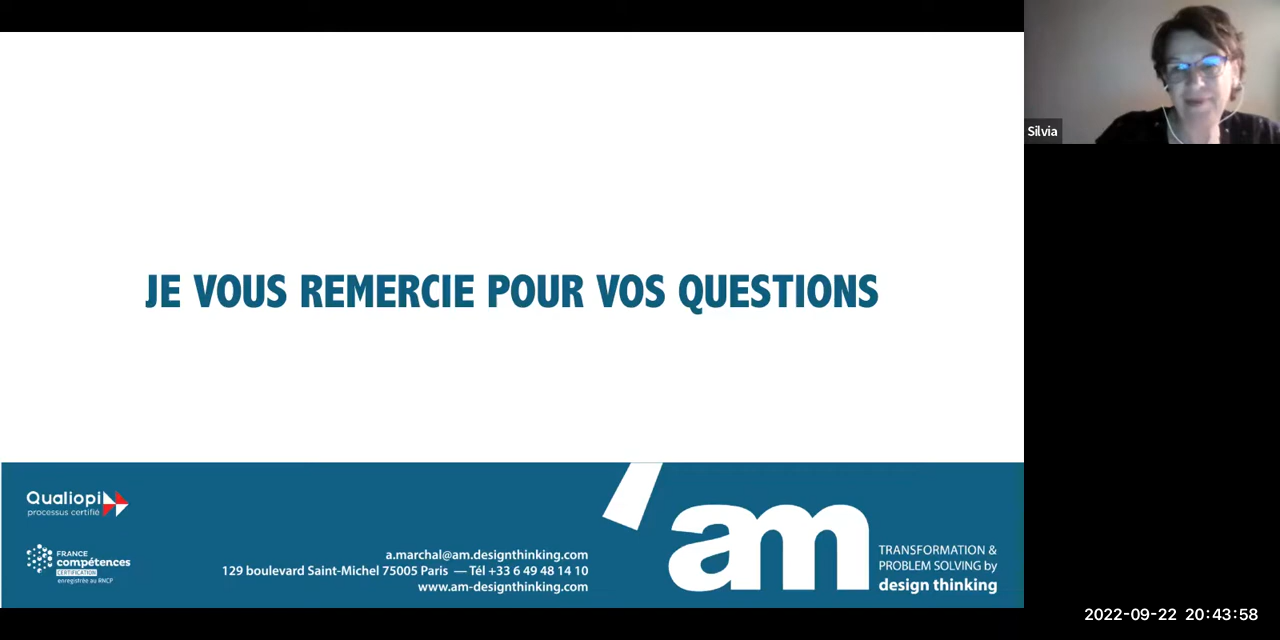 Silvia
JE VOUS REMERCIE POUR VOS QUESTIONS
Qualiopi
processus certifié
FRANCE
compétences
CERTIFICATION
enregistrée au RNCP
a.marchal@am.designthinking.com
129 boulevard Saint-Michel 75005 Paris — Tél +33 6 49 48 14 10
www.am-designthinking.com
'am
TRANSFORMATION &
PROBLEM SOLVING by
design thinking
2022-09-22 20:43:58